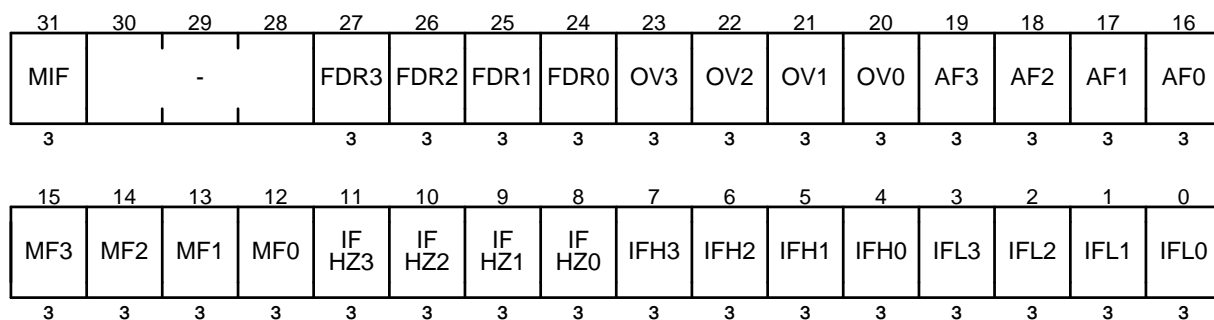 31 30 29 28 27 26 25 24 23 22 21 20 19 18 17 16
MIF - FDR3 FDR2 FDR1 FDR0 OV3 OV2 OV1 OV0 AF3 AF2 AF1 AF0
3 3 3 3 3 3 3 3 3 3 3 3 3
15 14 13 12 11 10 9 8 7 6 5 4 3 2 1 0
MF3 MF2 MF1 MF0 IF HZ3 IF HZ2 IF HZ1 IF HZ0 IFH3 IFH2 IFH1 IFH0 IFL3 IFL2 IFL1 IFL0
3 3 3 3 3 3 3 3 3 3 3 3 3 3 3 3